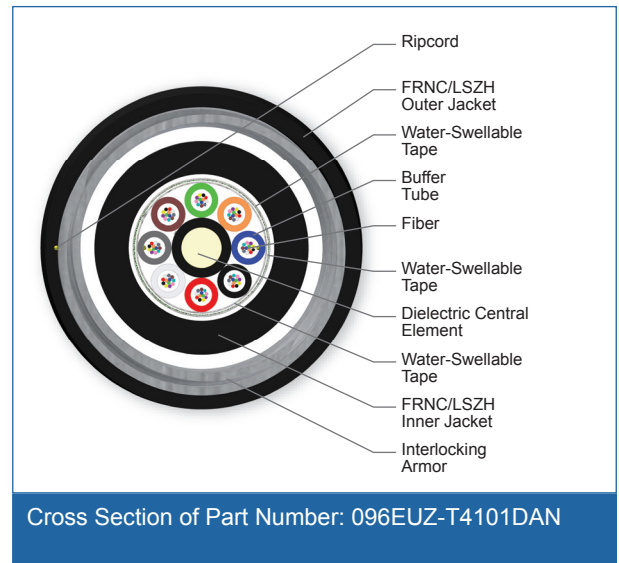 Ripcord
FRNC/LSZH
Outer Jacket
Water-Swellable
Tape
Buffer
Tube
Fiber
Water-Swellable
Tape
Dielectric Central
Element
Water-Swellable
Tape
FRNC/LSZH
Inner Jacket
Interlocking
Armor
Cross Section of Part Number: 096EUZ-T4101DAN